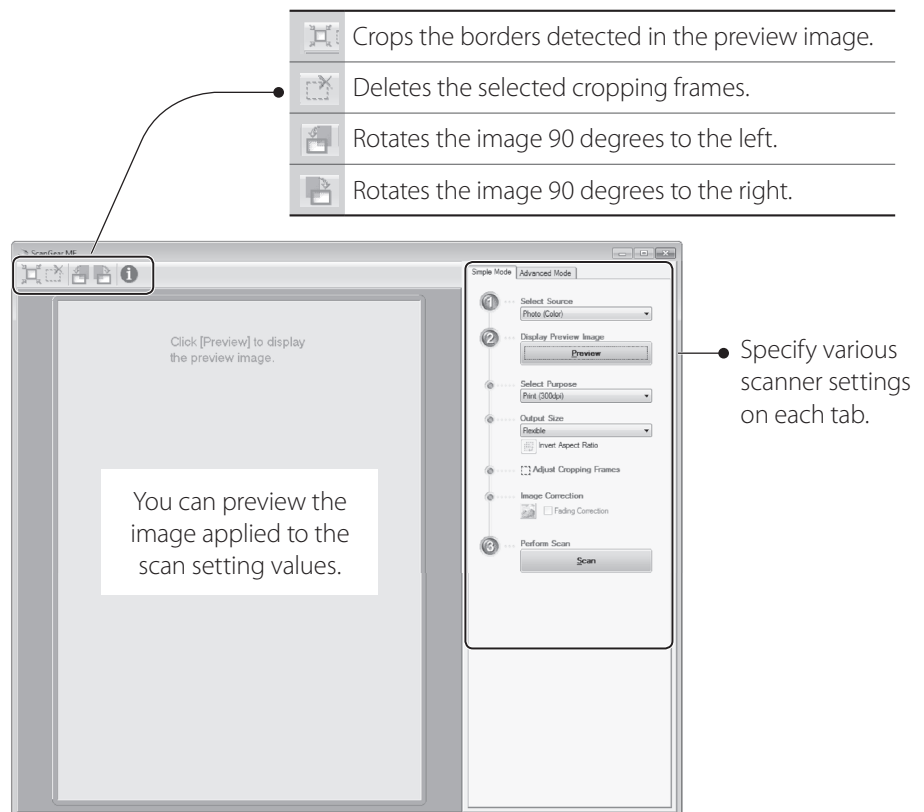 Crops the borders detected in the preview image.
Deletes the selected cropping frames.
Rotates the image 90 degrees to the left.
Rotates the image 90 degrees to the right.
ScanGear MF
Simple Mode
Advanced Mode
Click [Preview] to display
the preview image.
You can preview the
image applied to the
scan setting values.
1
Select Source
Photo (Color)
2
Display Preview Image
Preview
Select Purpose
Print (300dpi)
Output Size
Flexible
Invert Aspect Ratio
Adjust Cropping Frames
Image Correction
Fading Correction
3
Perform Scan
Scan
Specify various
scanner settings
on each tab.